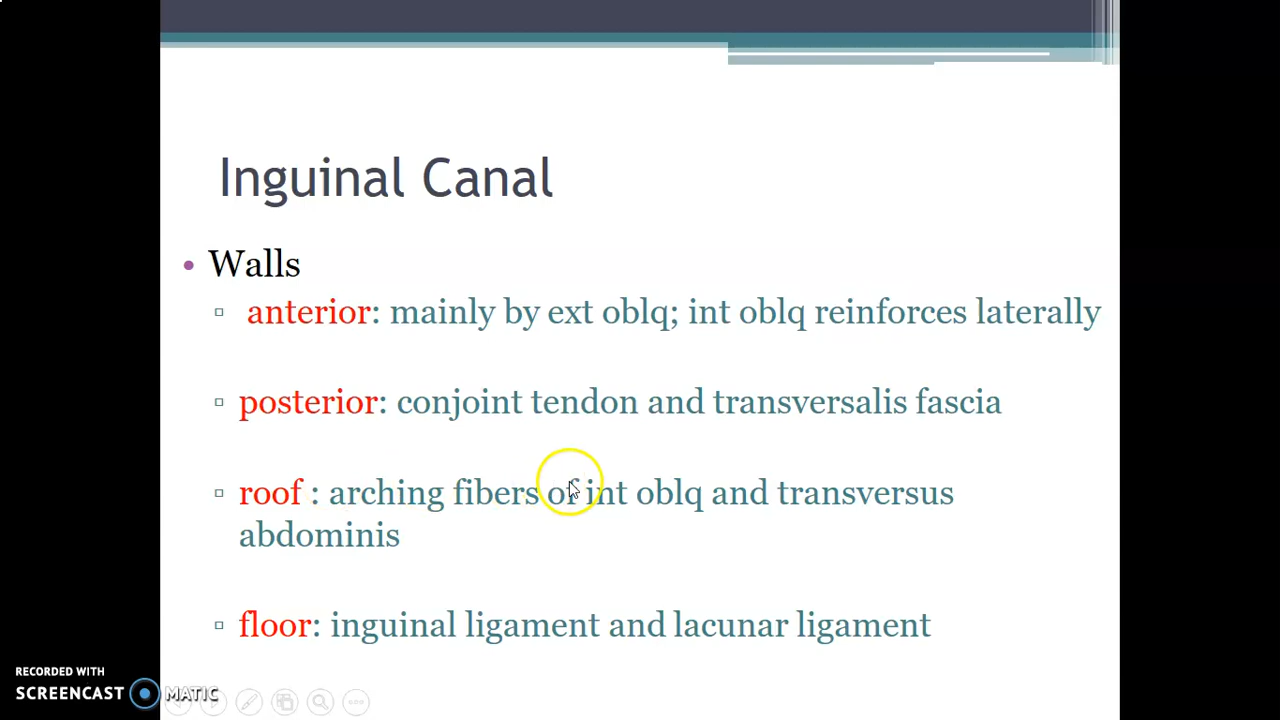 Inguinal Canal
• Walls
▫ anterior: mainly by ext oblq; int oblq reinforces laterally
▫ posterior: conjoint tendon and transversalis fascia
▫ roof : arching fibers of int oblq and transversus
abdominis
▫ floor: inguinal ligament and lacunar ligament
RECORDED WITH
SCREENCAST MATIC